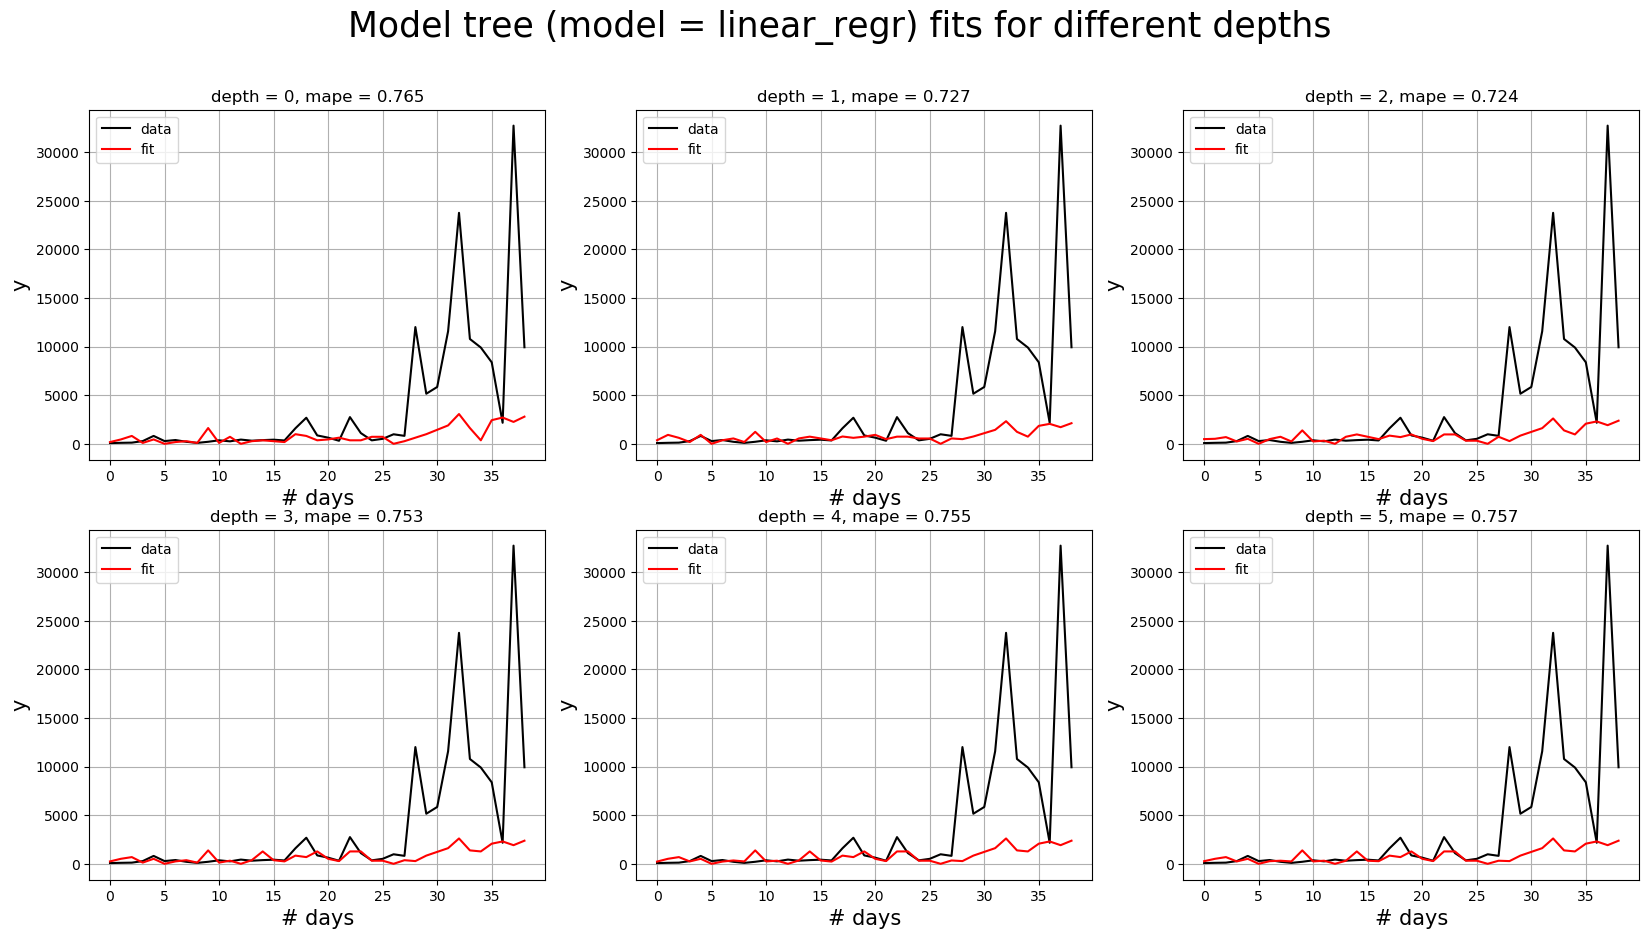 Model tree (model = linear_regr) fits for different depths
depth = 0, mape = 0.765
data
fit
30000
25000
20000
15000
10000
5000
0
y
0 5 10 15 20 25 30 35
# days
depth = 1, mape = 0.727
data
fit
30000
25000
20000
15000
10000
5000
0
y
0 5 10 15 20 25 30 35
# days
depth = 2, mape = 0.724
data
fit
30000
25000
20000
15000
10000
5000
0
y
0 5 10 15 20 25 30 35
# days
depth = 3, mape = 0.753
data
fit
30000
25000
20000
15000
10000
5000
0
y
0 5 10 15 20 25 30 35
# days
depth = 4, mape = 0.755
data
fit
30000
25000
20000
15000
10000
5000
0
y
0 5 10 15 20 25 30 35
# days
depth = 5, mape = 0.757
data
fit
30000
25000
20000
15000
10000
5000
0
y
0 5 10 15 20 25 30 35
# days